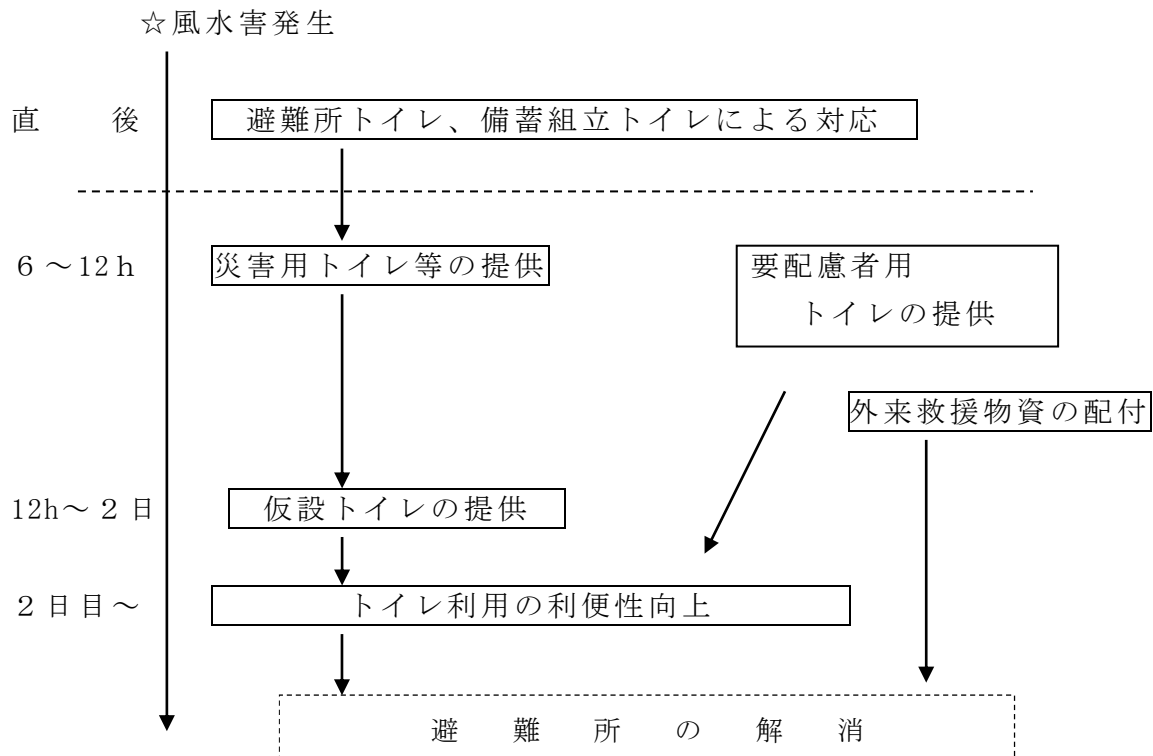 ☆風水害発生
直後
避難所トイレ、備蓄組立トイレによる対応
6～12h
災害用トイレ等の提供
要配慮者用
トイレの提供
外来救援物資の配付
12h～2日
仮設トイレの提供
2日目～
トイレ利用の利便性向上
避難所の解消